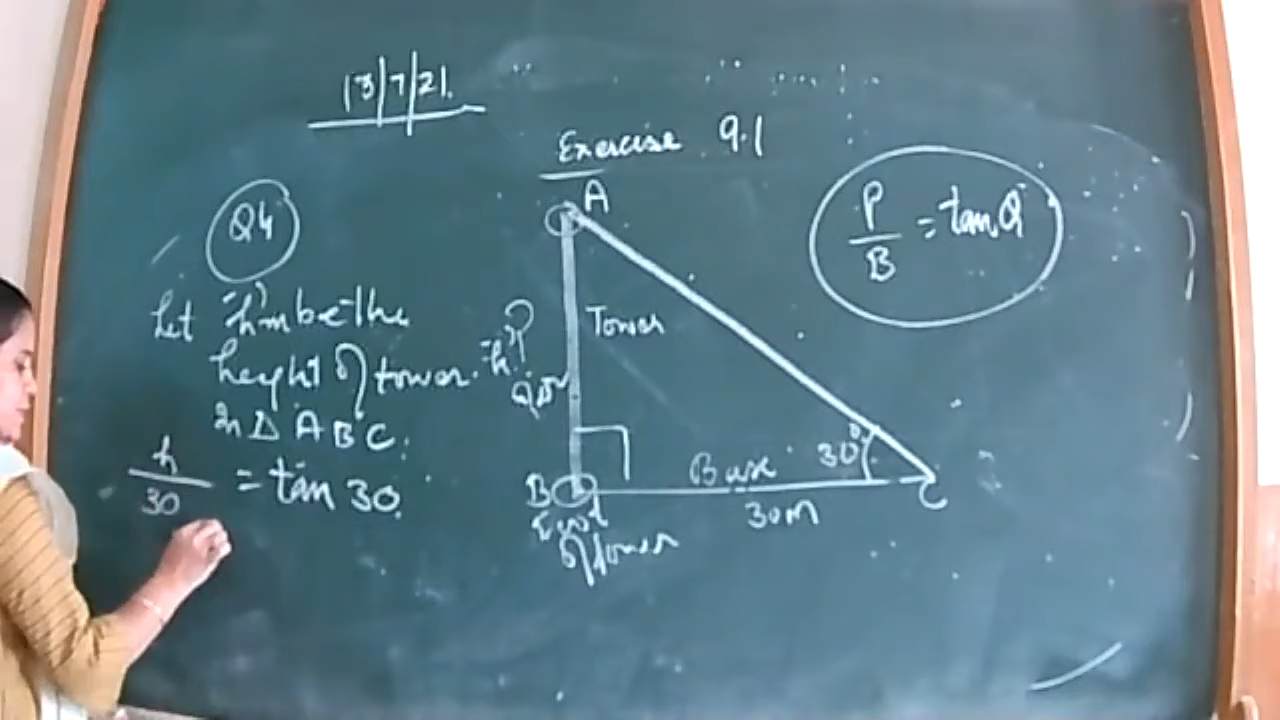 13/7/21.
Exercise 9.1
Q4
Let "h" m be the
height of tower.
In Δ ABC.
h/30 = tan 30
A
Tower
"h"?
B
foot
of tower
Base
30m
30°
C
P/B = tan Q